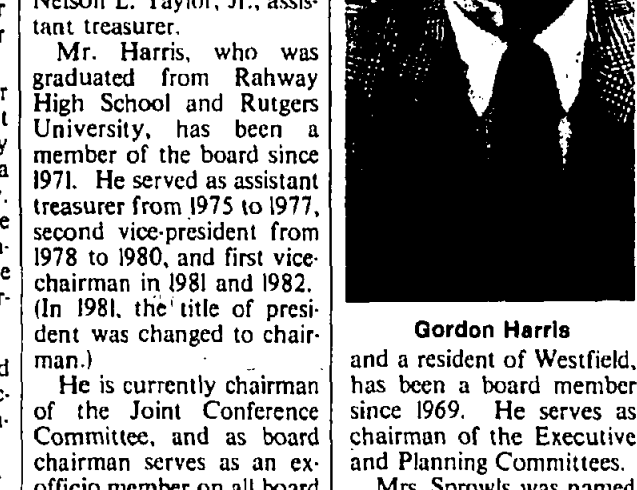 Nelson L. Taylor, Jr., assis-
tant treasurer.
Mr. Harris, who was
graduated from Rahway
High School and Rutgers
University, has been a
member of the board since
1971. He served as assistant
treasurer from 1975 to 1977,
second vice-president from
1978 to 1980, and first vice-
chairman in 1981 and 1982.
(In 1981, the title of presi-
dent was changed to chair-
man.)
He is currently chairman
of the Joint Conference
Committee, and as board
chairman serves as an ex-
officio member on all board
Gordon Harris
and a resident of Westfield,
has been a board member
since 1969. He serves as
chairman of the Executive
and Planning Committees.
Mrs. Sprowls was named